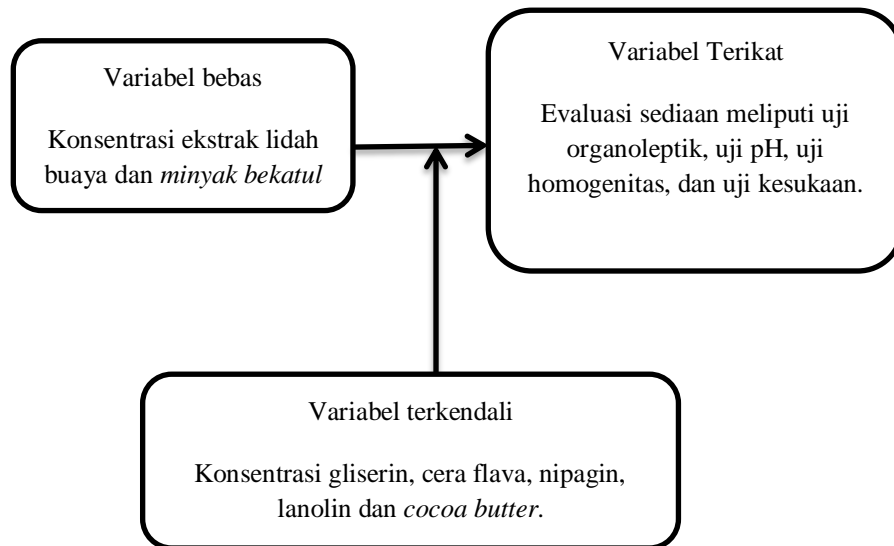 Variabel bebas
Konsentrasi ekstrak lidah
buaya dan minyak bekatul
Variabel Terikat
Evaluasi sediaan meliputi uji
organoleptik, uji pH, uji
homogenitas, dan uji kesukaan.
Variabel terkendali
Konsentrasi gliserin, cera flava, nipagin,
lanolin dan cocoa butter.